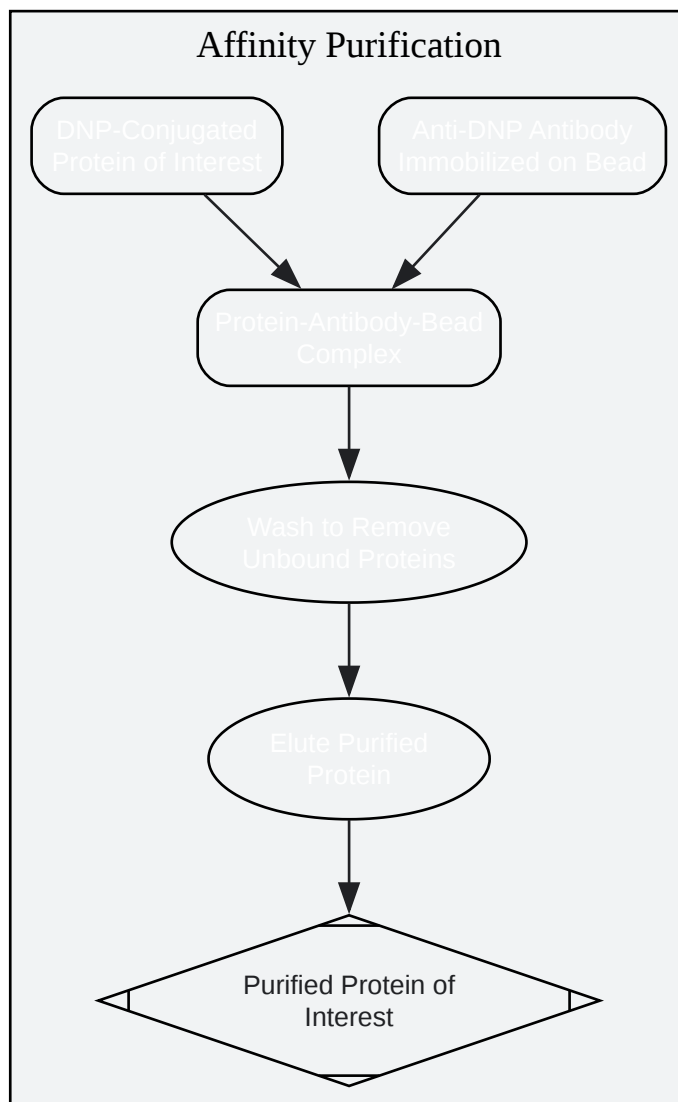 Affinity Purification
DNP-Conjugated
Protein of Interest
Anti-DNP Antibody
Immobilized on Bead
Protein-Antibody-Bead
Complex
Wash to Remove
Unbound Proteins
Elute Purified
Protein
Purified Protein of
Interest